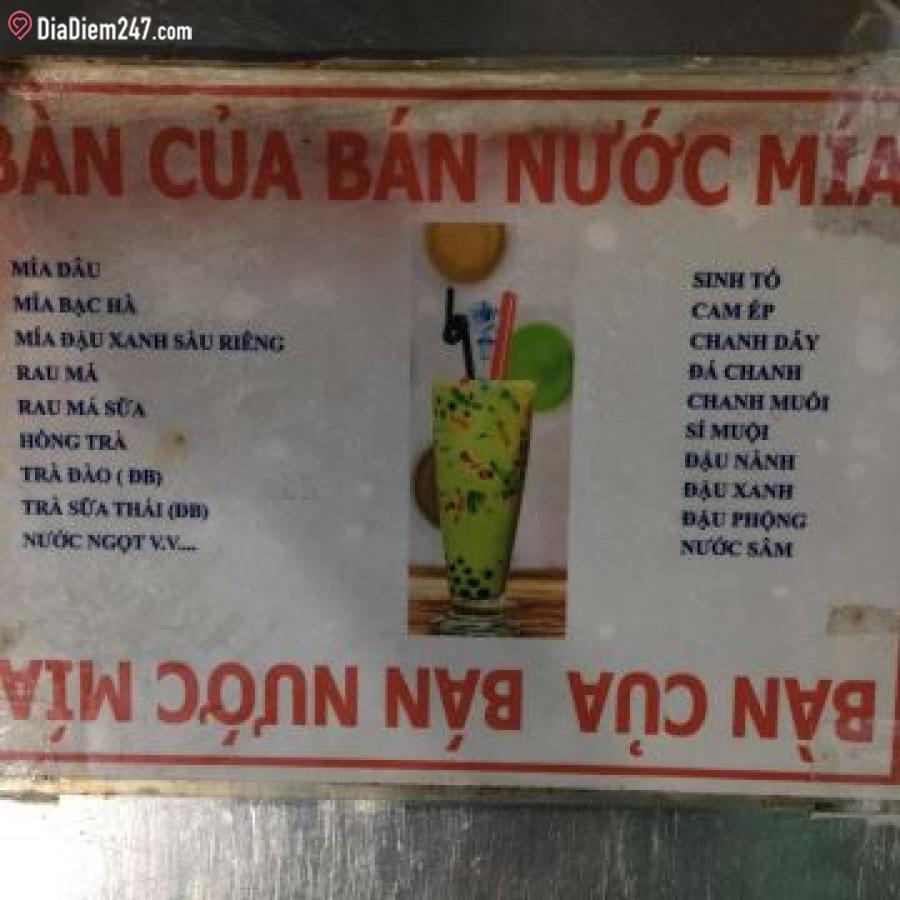 DiaDiem247.com
BÀN CỦA BÁN NƯỚC MÍA
MÍA DÂU
MÍA BẠC HÀ
MÍA ĐẬU XANH SẦU RIÊNG
RAU MÁ
RAU MÁ SỮA
HỒNG TRÀ
TRÀ ĐÀO ( ĐB)
TRÀ SỮA THÁI (ĐB)
NƯỚC NGỌT V.V....
SINH TỐ
CAM ÉP
CHANH DÂY
ĐÁ CHANH
CHANH MUỐI
SÍ MUỘI
ĐẬU NÀNH
ĐẬU XANH
ĐẬU PHỘNG
NƯỚC SÂM
BÀN CỦA BÁN NƯỚC MÍA